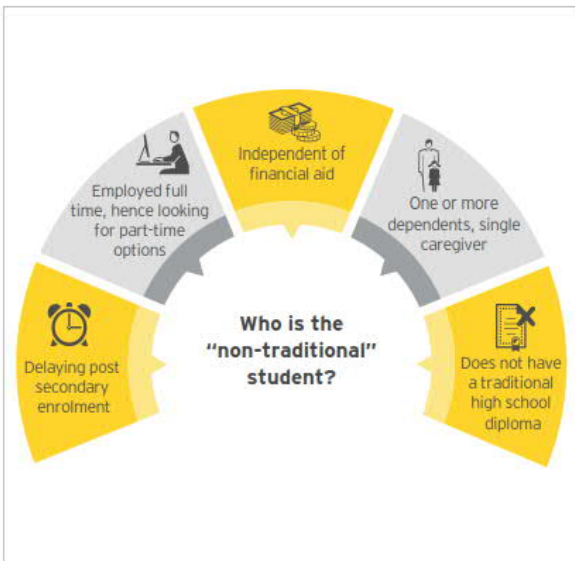 Delaying post
secondary
enrolment
Employed full
time, hence looking
for part-time
options
Independent of
financial aid
One or more
dependents, single
caregiver
Does not have
a traditional
high school
diploma
Who is the
"non-traditional"
student?